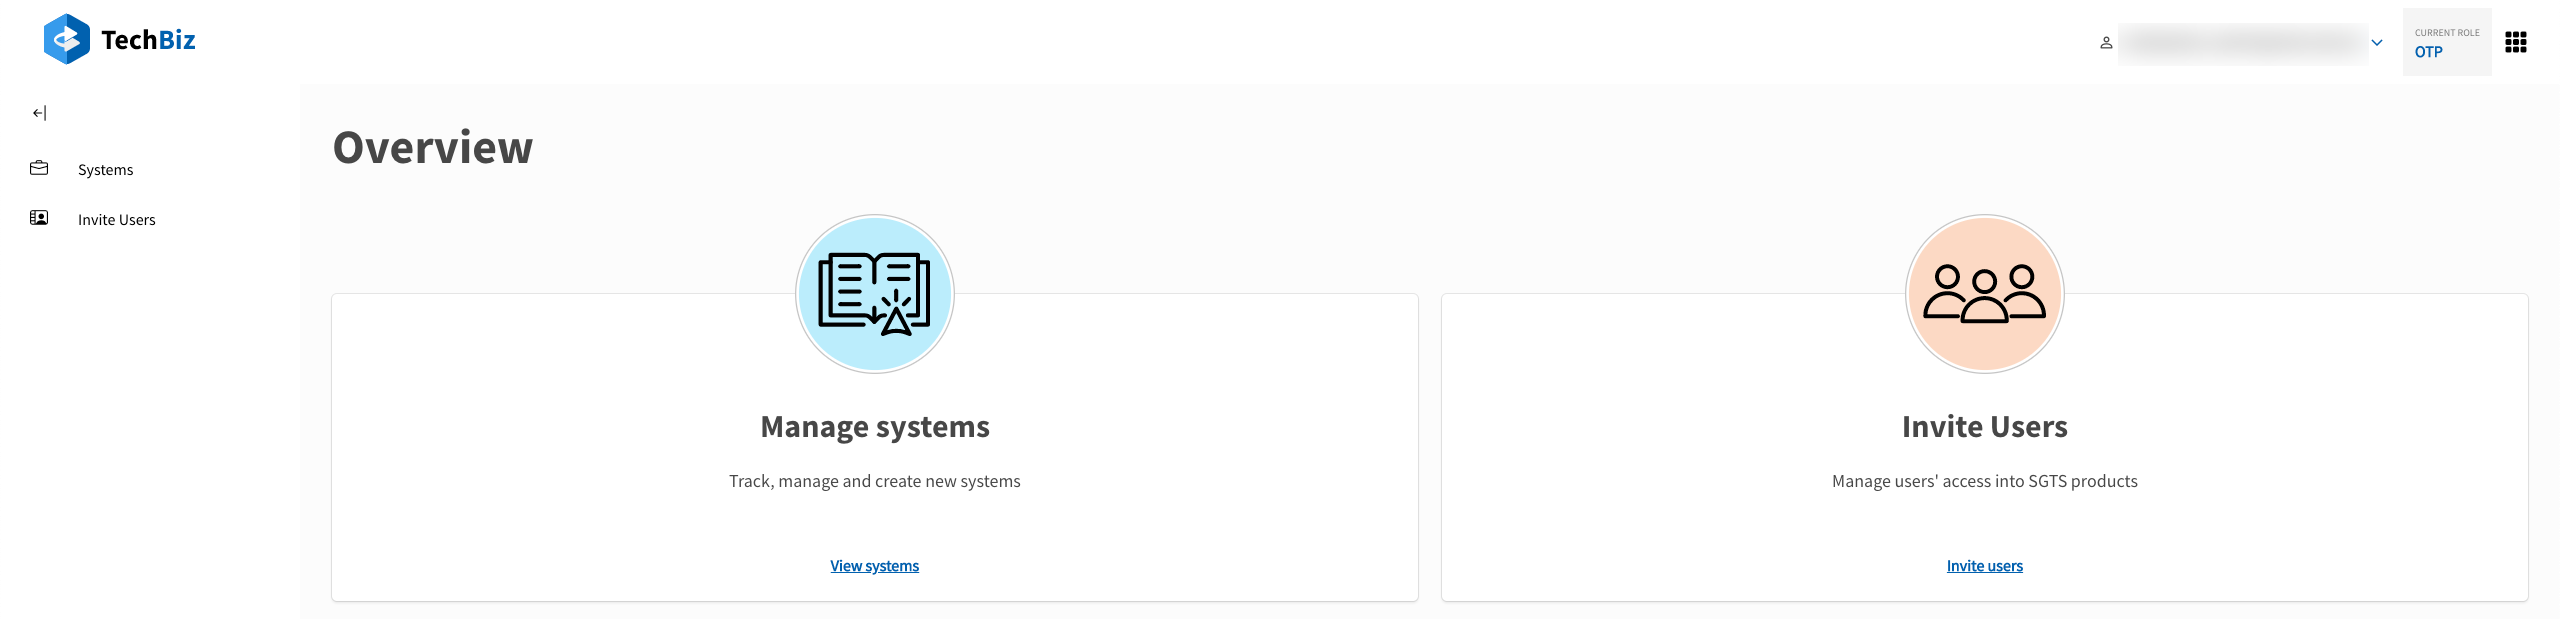 TechBiz
CURRENT ROLE
OTP
Systems
Invite Users
Overview
Manage systems
Track, manage and create new systems
View systems
Invite Users
Manage users' access into SGTS products
Invite users